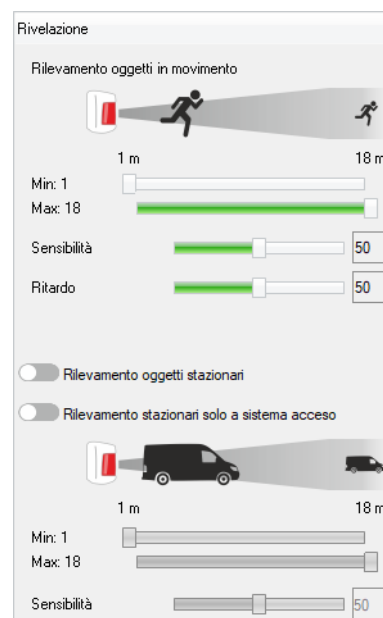 Rivelazione
Rilevamento oggetti in movimento
1 m 18 m
Min: 1
Max: 18
Sensibilità 50
Ritardo 50
Rilevamento oggetti stazionari
Rilevamento stazionari solo a sistema acceso
1 m 18 m
Min: 1
Max: 18
Sensibilità 50